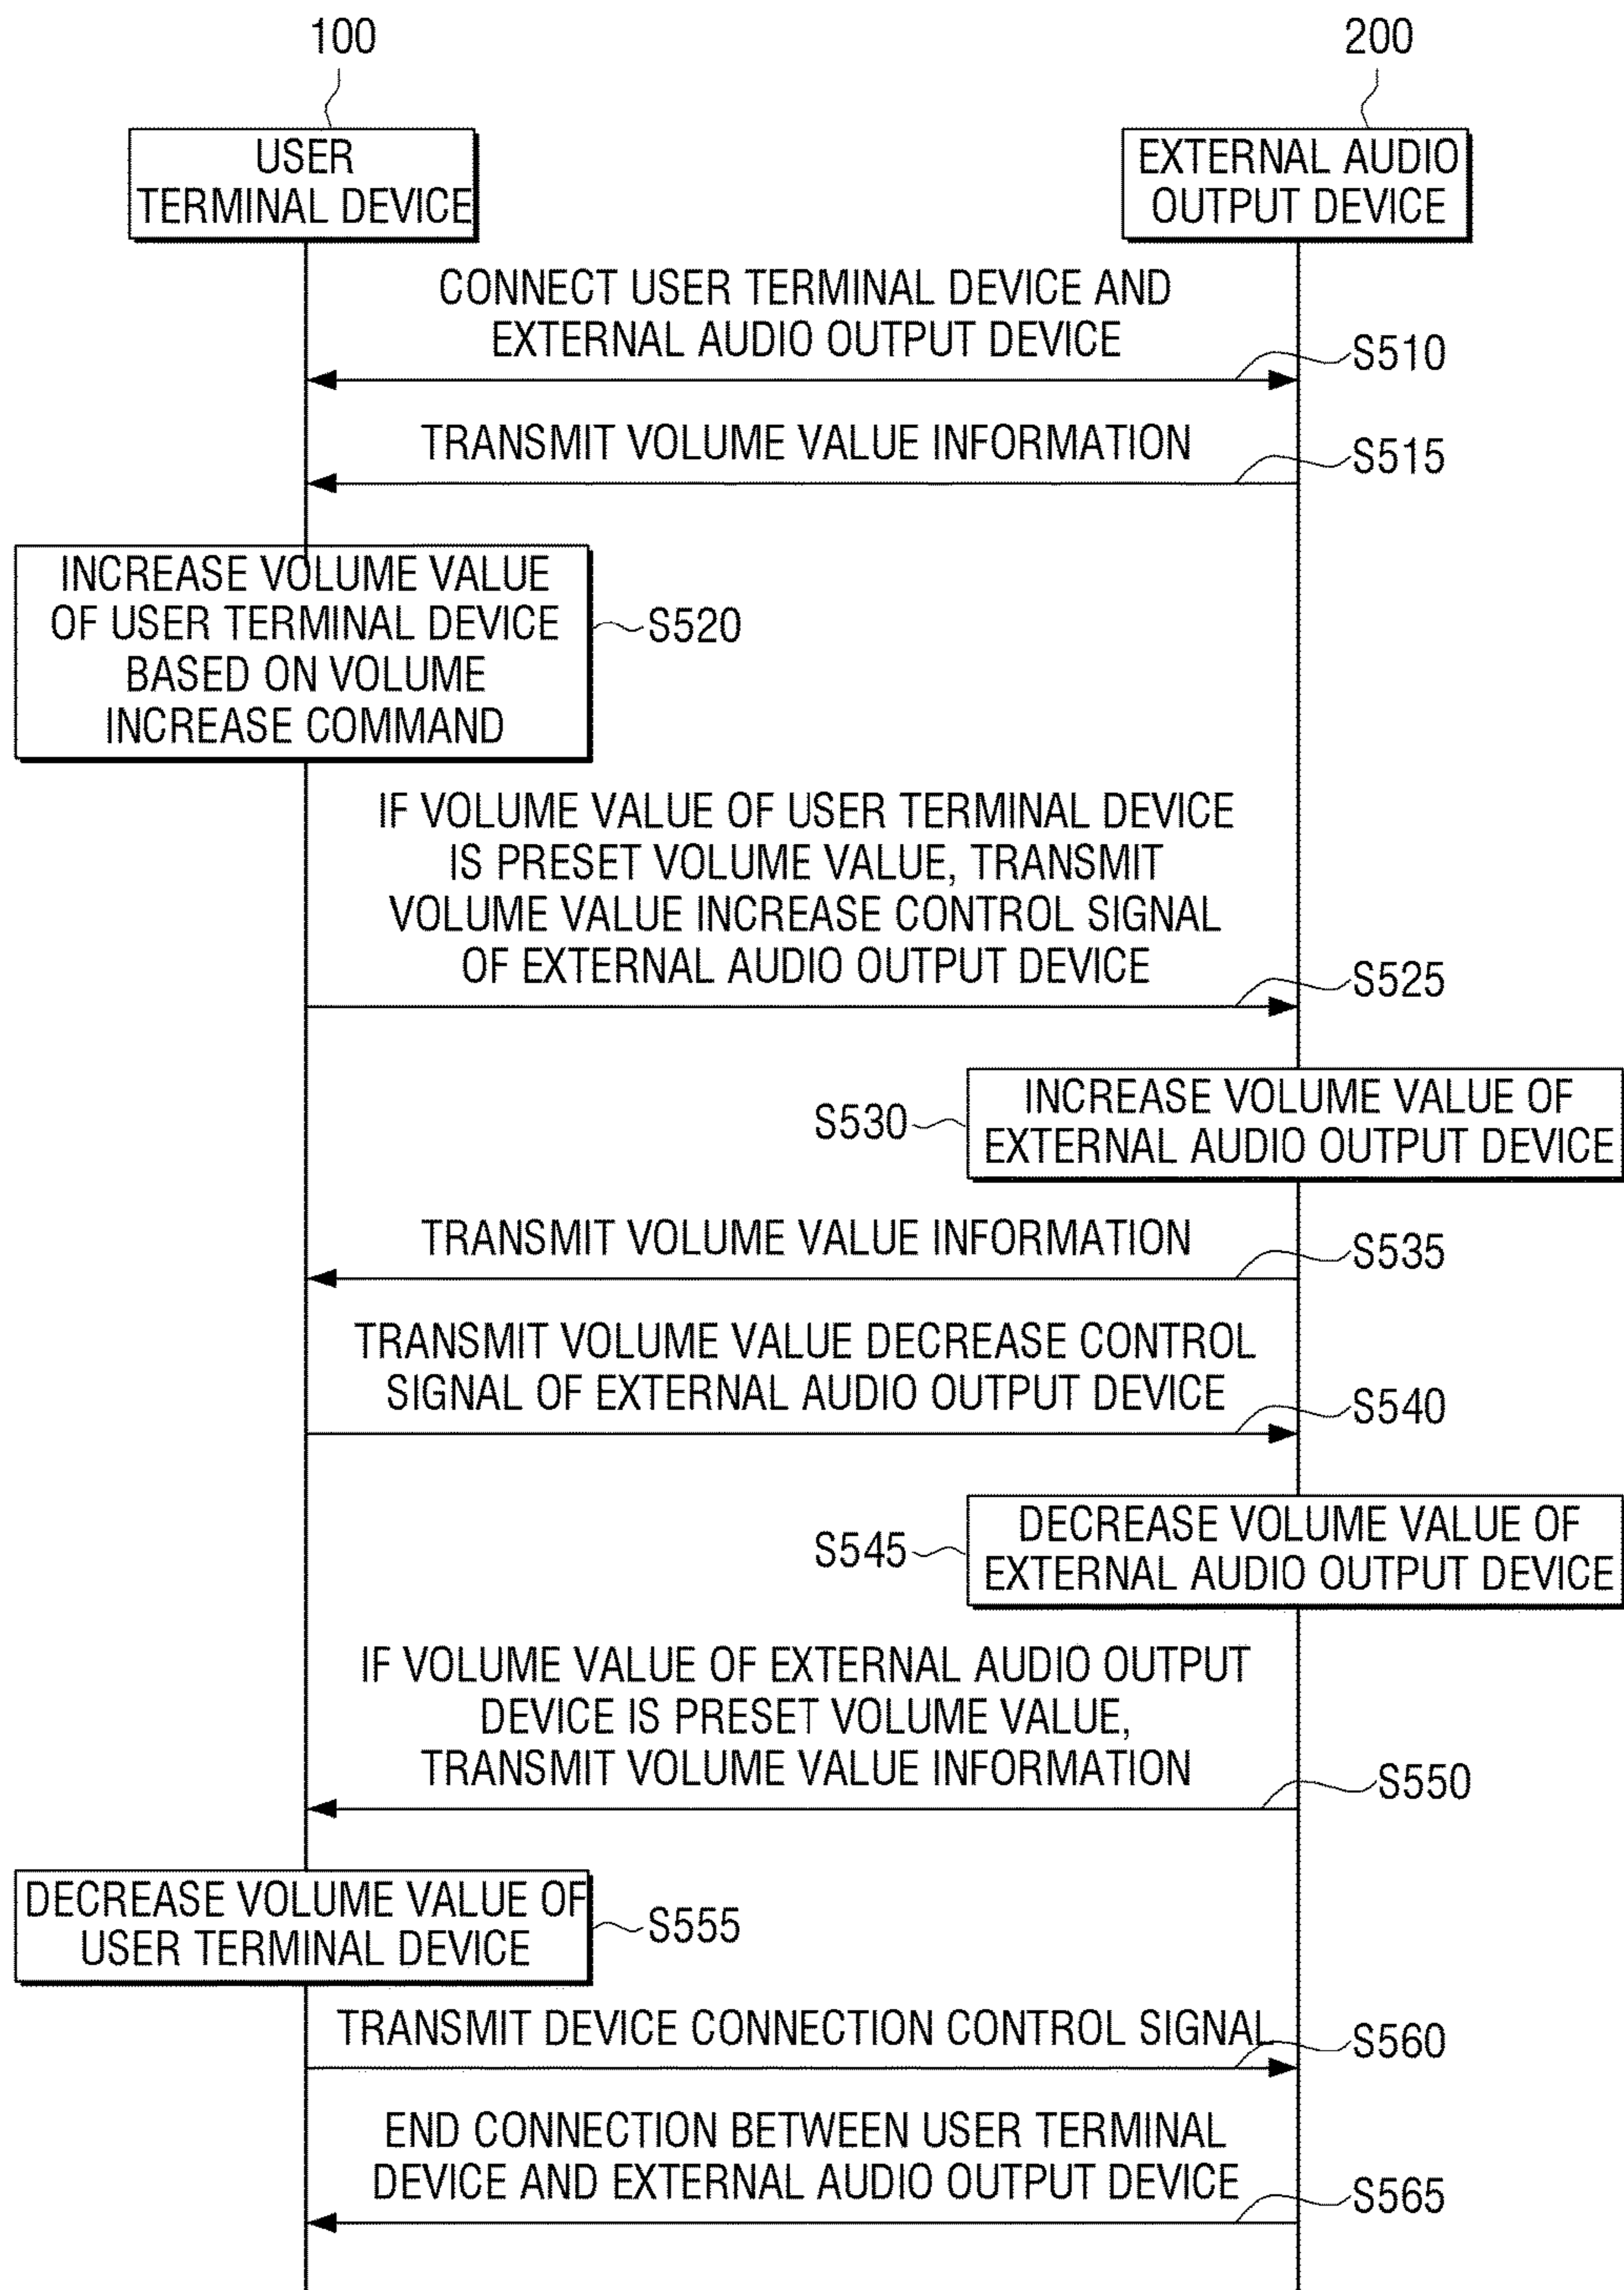 100
200
USER
TERMINAL DEVICE
EXTERNAL AUDIO
OUTPUT DEVICE
CONNECT USER TERMINAL DEVICE AND
EXTERNAL AUDIO OUTPUT DEVICE
S510
TRANSMIT VOLUME VALUE INFORMATION
S515
INCREASE VOLUME VALUE
OF USER TERMINAL DEVICE
BASED ON VOLUME
INCREASE COMMAND
S520
IF VOLUME VALUE OF USER TERMINAL DEVICE
IS PRESET VOLUME VALUE, TRANSMIT
VOLUME VALUE INCREASE CONTROL SIGNAL
OF EXTERNAL AUDIO OUTPUT DEVICE
S525
INCREASE VOLUME VALUE OF
EXTERNAL AUDIO OUTPUT DEVICE
S530
TRANSMIT VOLUME VALUE INFORMATION
S535
TRANSMIT VOLUME VALUE DECREASE CONTROL
SIGNAL OF EXTERNAL AUDIO OUTPUT DEVICE
S540
DECREASE VOLUME VALUE OF
EXTERNAL AUDIO OUTPUT DEVICE
S545
IF VOLUME VALUE OF EXTERNAL AUDIO OUTPUT
DEVICE IS PRESET VOLUME VALUE,
TRANSMIT VOLUME VALUE INFORMATION
S550
DECREASE VOLUME VALUE OF
USER TERMINAL DEVICE
S555
TRANSMIT DEVICE CONNECTION CONTROL SIGNAL
S560
END CONNECTION BETWEEN USER TERMINAL
DEVICE AND EXTERNAL AUDIO OUTPUT DEVICE
S565